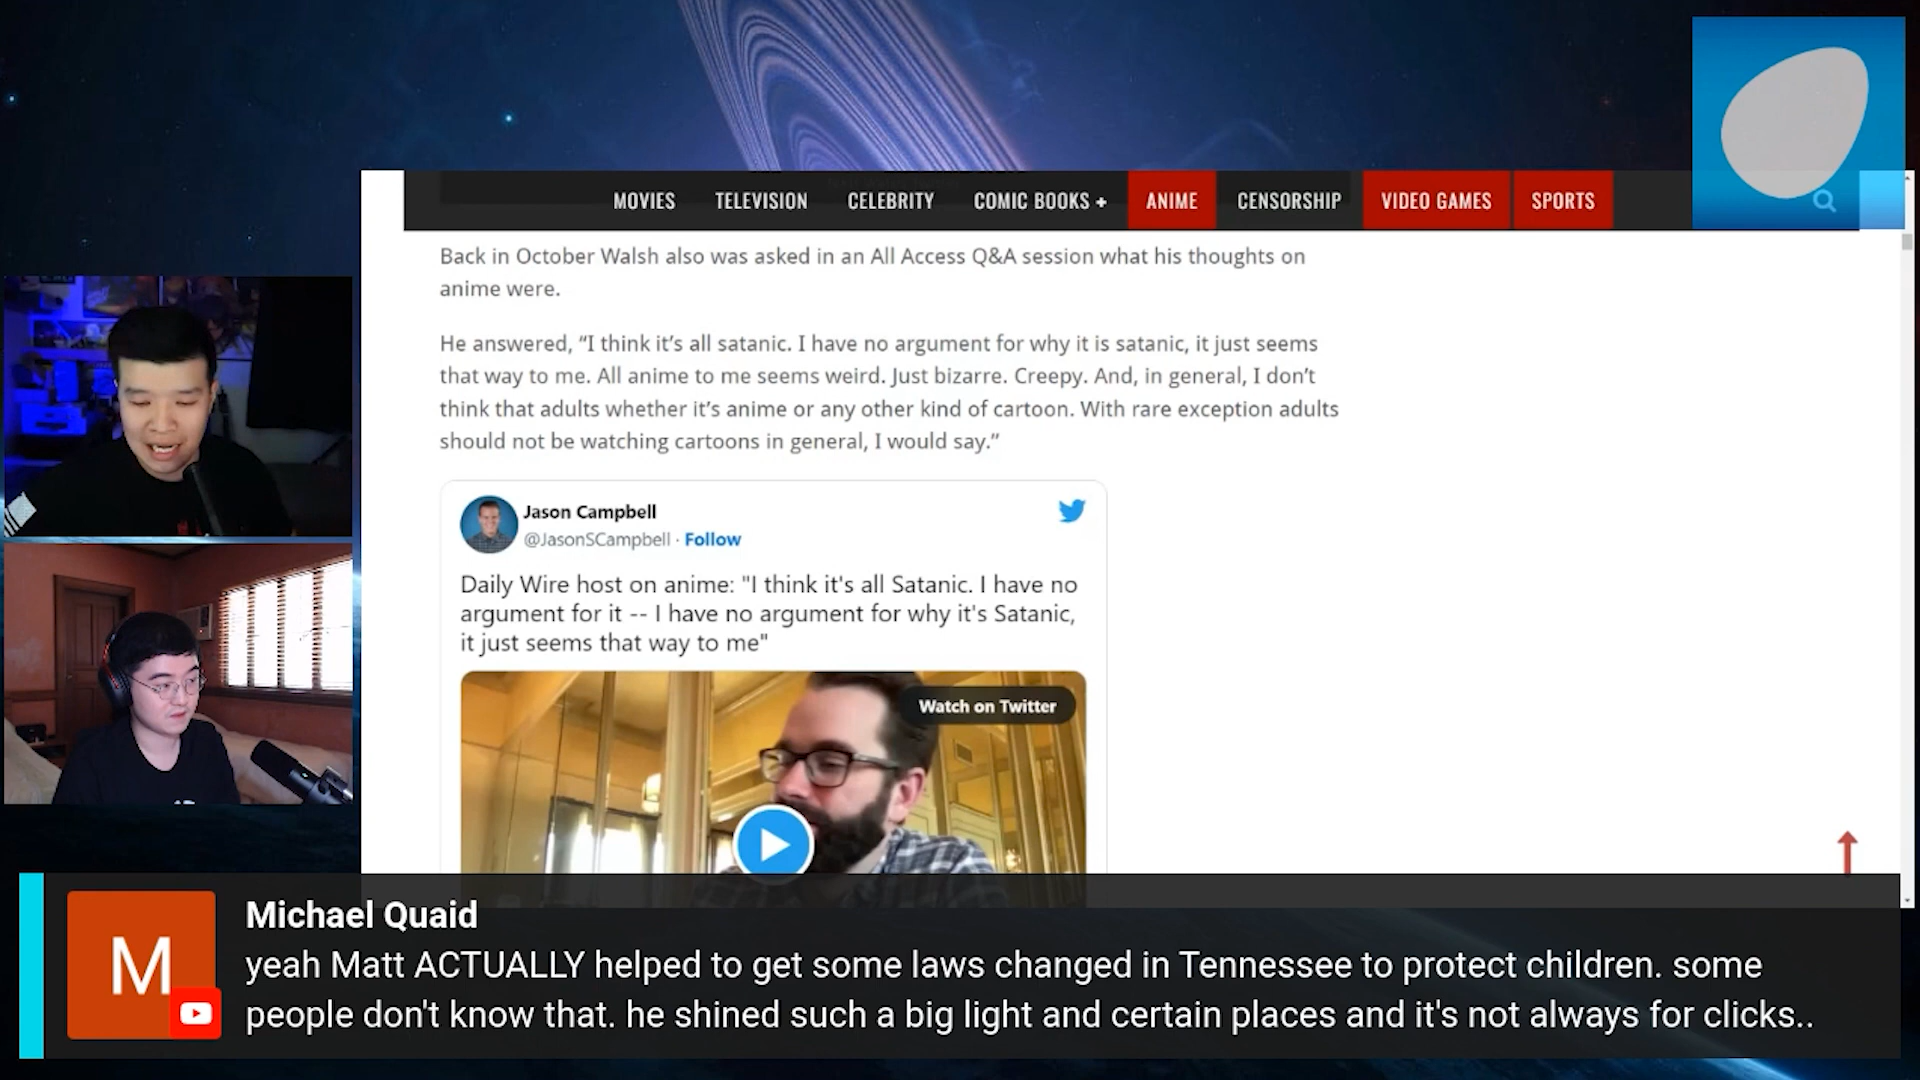 MOVIES TELEVISION CELEBRITY COMIC BOOKS + ANIME CENSORSHIP VIDEO GAMES SPORTS
Back in October Walsh also was asked in an All Access Q&A session what his thoughts on
anime were.
He answered, “I think it’s all satanic. I have no argument for why it is satanic, it just seems
that way to me. All anime to me seems weird. Just bizarre. Creepy. And, in general, I don’t
think that adults whether it’s anime or any other kind of cartoon. With rare exception adults
should not be watching cartoons in general, I would say.”
Jason Campbell
@JasonSCampbell · Follow
Daily Wire host on anime: "I think it's all Satanic. I have no
argument for it -- I have no argument for why it's Satanic,
it just seems that way to me"
Watch on Twitter
M
Michael Quaid
yeah Matt ACTUALLY helped to get some laws changed in Tennessee to protect children. some
people don't know that. he shined such a big light and certain places and it's not always for clicks..